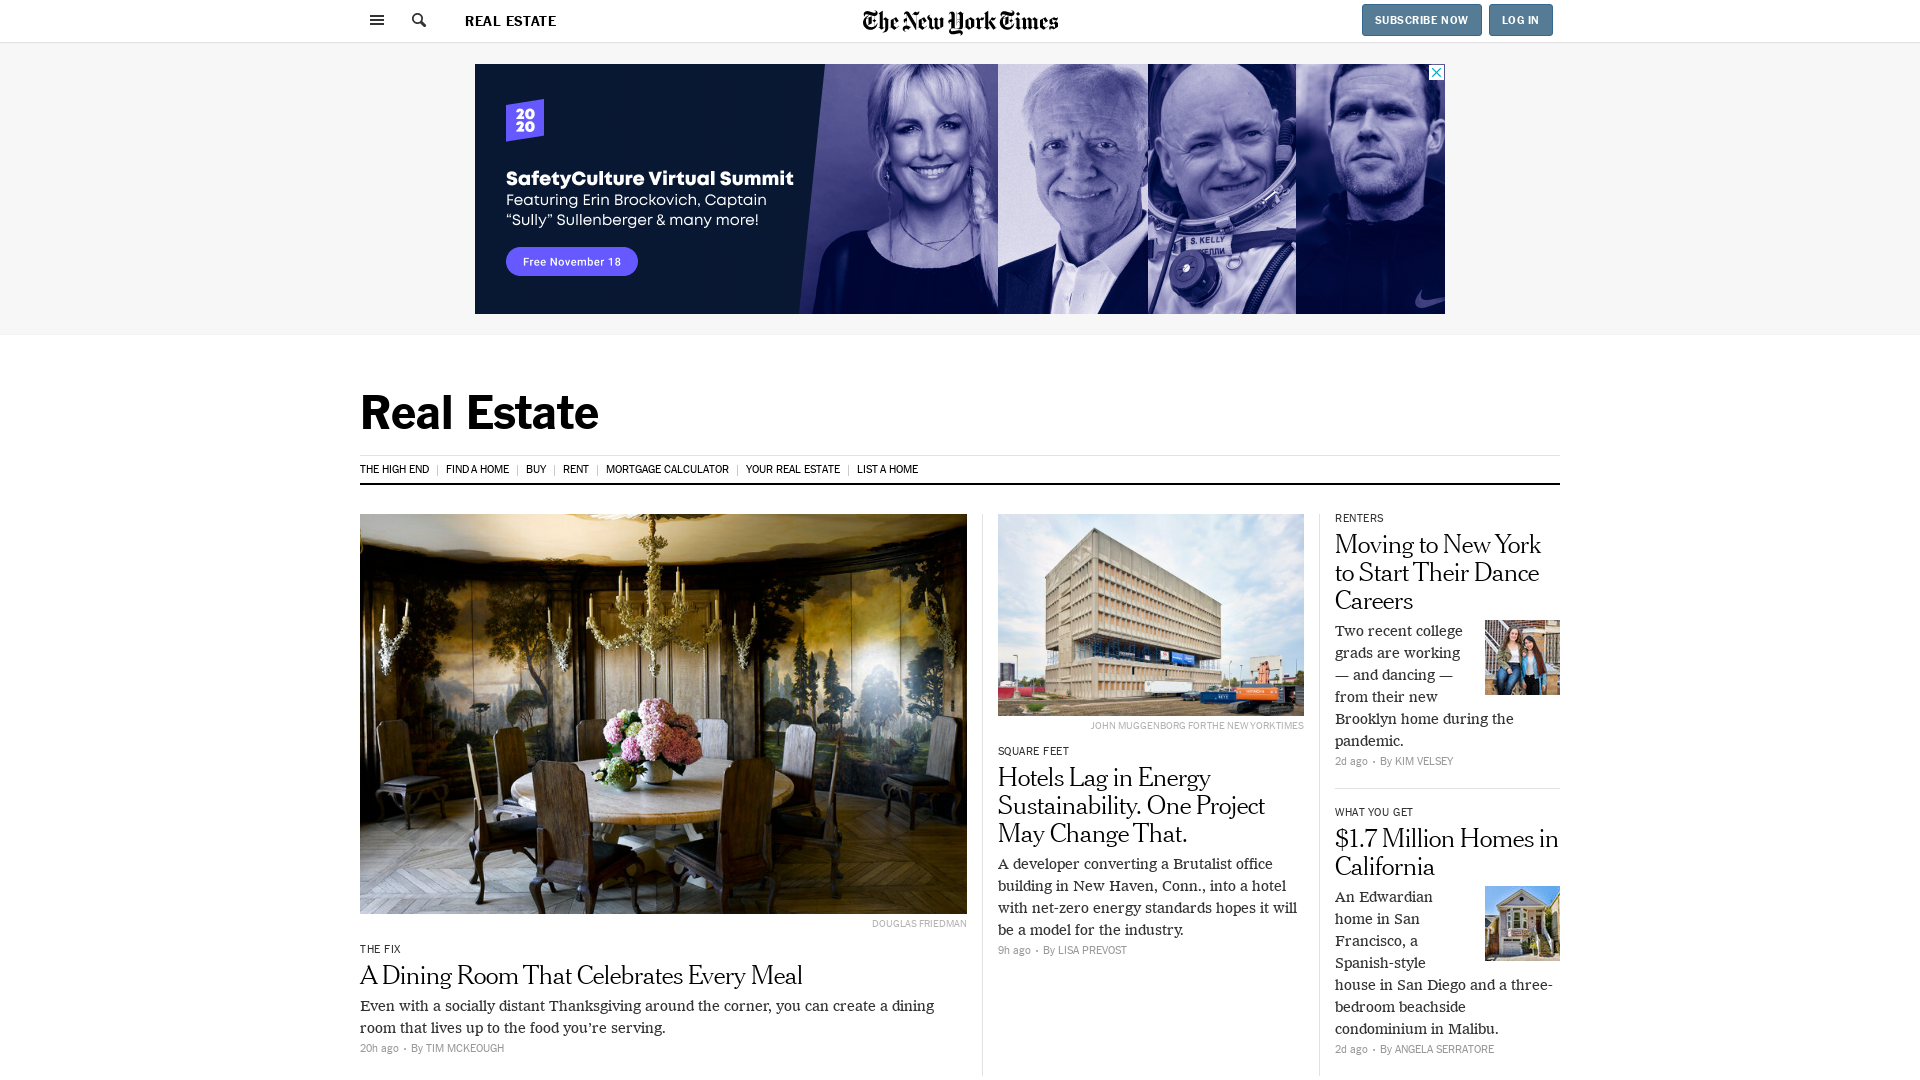 REAL ESTATE
The New York Times
SUBSCRIBE NOW
LOG IN
20
20
SafetyCulture Virtual Summit
Featuring Erin Brockovich, Captain
“Sully” Sullenberger & many more!
Free November 18
S. KELLY
Real Estate
THE HIGH END
FIND A HOME
BUY
RENT
MORTGAGE CALCULATOR
YOUR REAL ESTATE
LIST A HOME
DOUGLAS FRIEDMAN
THE FIX
A Dining Room That Celebrates Every Meal
Even with a socially distant Thanksgiving around the corner, you can create a dining
room that lives up to the food you’re serving.
20h ago • By TIM MCKEOUGH
JOHN MUGGENBORG FOR THE NEW YORK TIMES
SQUARE FEET
Hotels Lag in Energy
Sustainability. One Project
May Change That.
A developer converting a Brutalist office
building in New Haven, Conn., into a hotel
with net-zero energy standards hopes it will
be a model for the industry.
9h ago • By LISA PREVOST
RENTERS
Moving to New York
to Start Their Dance
Careers
Two recent college
grads are working
— and dancing —
from their new
Brooklyn home during the
pandemic.
2d ago • By KIM VELSEY
WHAT YOU GET
$1.7 Million Homes in
California
An Edwardian
home in San
Francisco, a
Spanish-style
house in San Diego and a three-
bedroom beachside
condominium in Malibu.
2d ago • By ANGELA SERRATORE